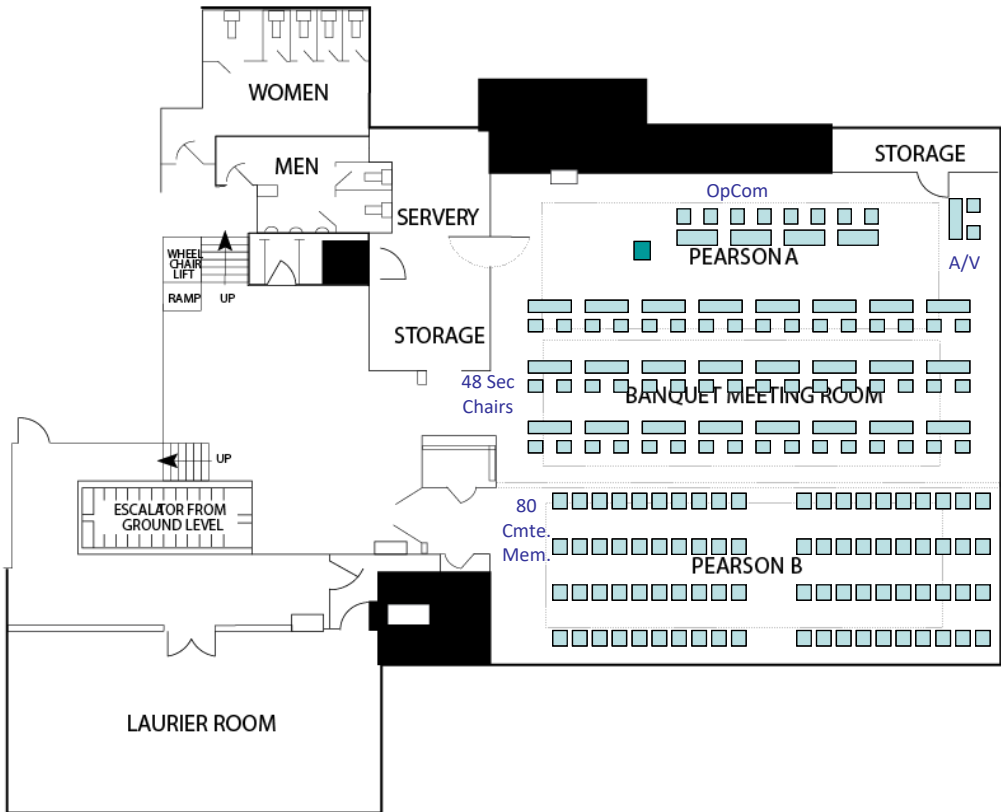 WOMEN
MEN
STORAGE
SERVERY
OpCom
WHEEL
CHAIR
LIFT
PEARSON A
A/V
RAMP
UP
STORAGE
48 Sec
Chairs
BANQUET MEETING ROOM
UP
ESCALATOR FROM
GROUND LEVEL
80
Cmte.
Mem.
PEARSON B
LAURIER ROOM